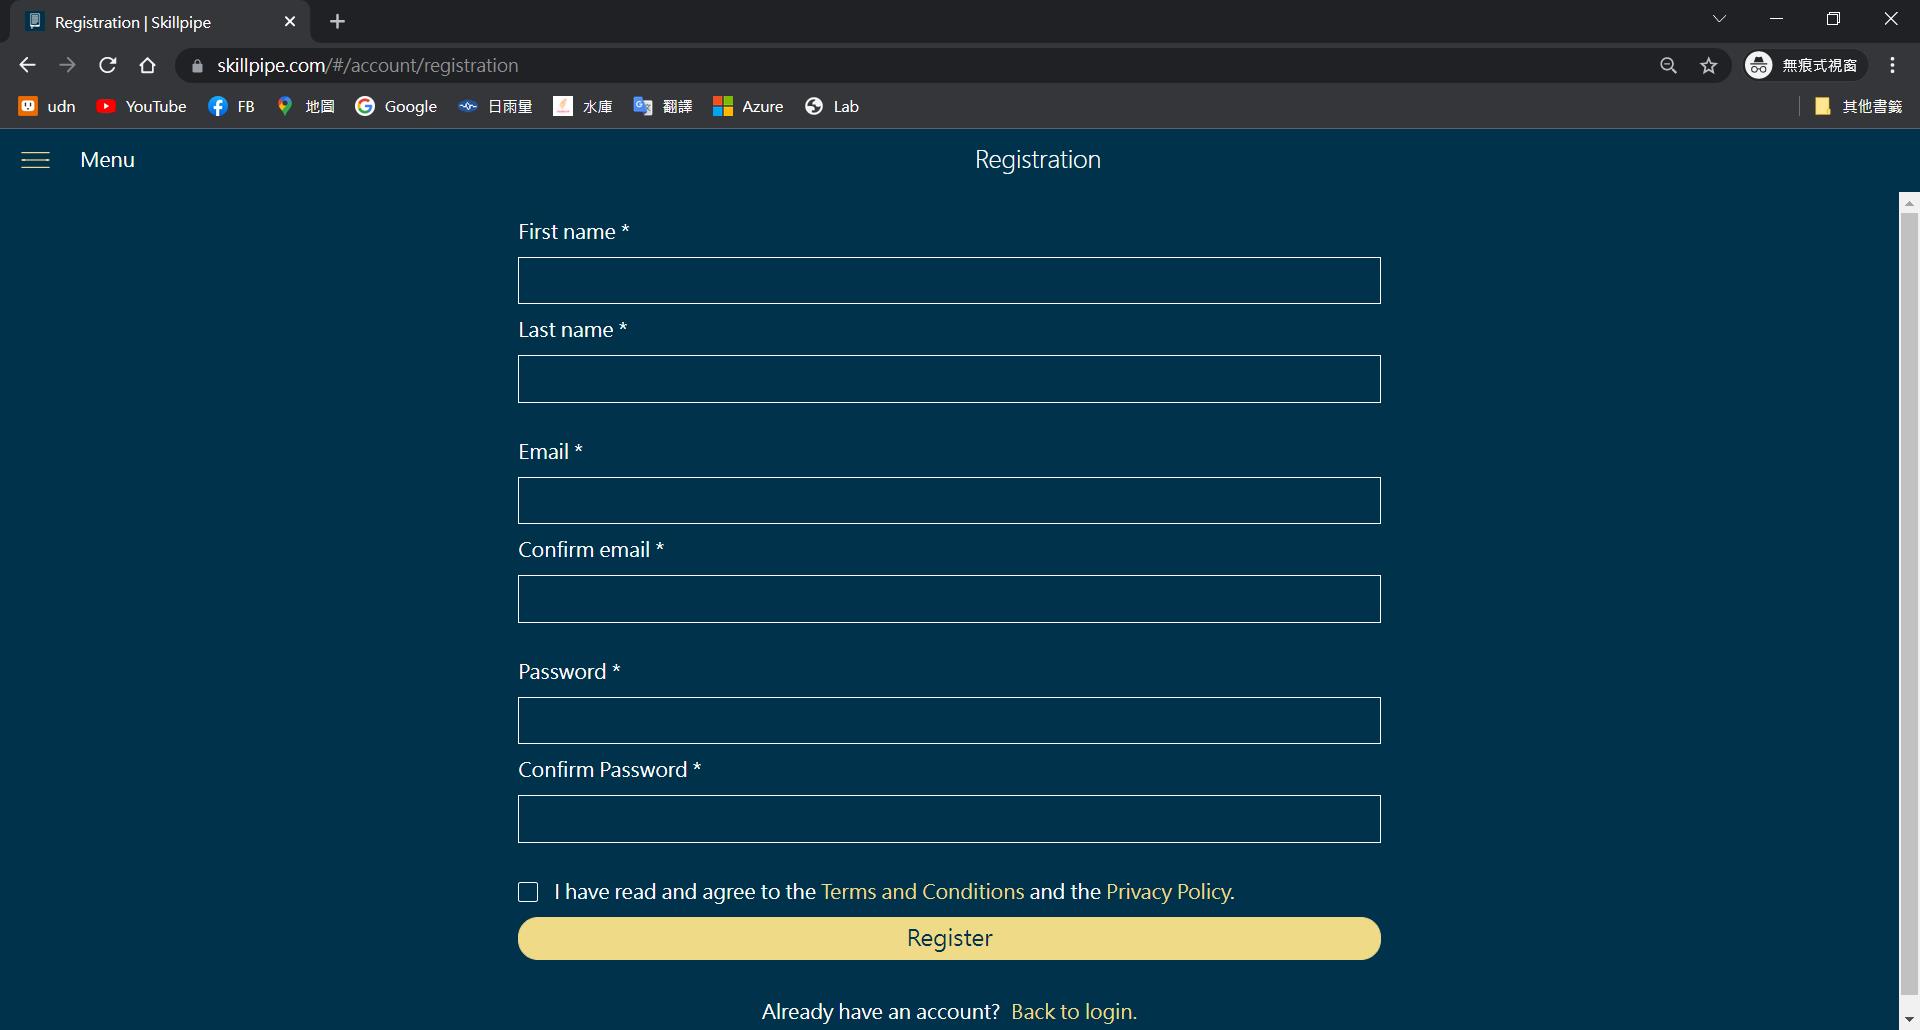 Registration | Skillpipe
skillpipe.com/#/account/registration
無痕式視窗
udn YouTube FB 地圖 Google 日雨量 水庫 翻譯 Azure Lab 其他書籤
Menu
Registration
First name *
Last name *
Email *
Confirm email *
Password *
Confirm Password *
I have read and agree to the Terms and Conditions and the Privacy Policy.
Register
Already have an account? Back to login.